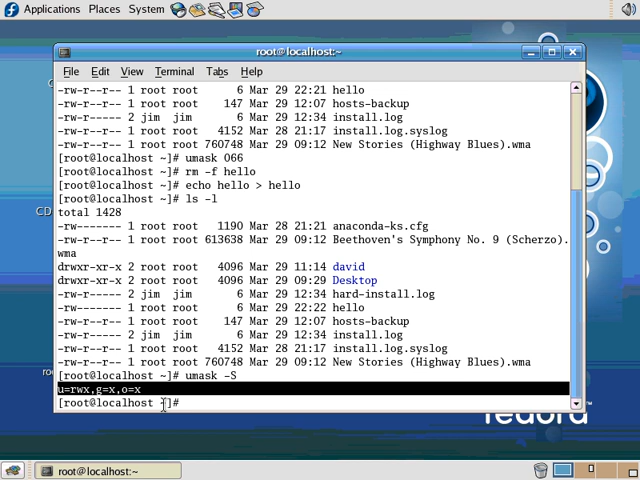 Applications Places System
root@localhost:~
File Edit View Terminal Tabs Help
-rw-r--r-- 1 root root 6 Mar 29 22:21 hello
-rw-r--r-- 1 root root 147 Mar 29 12:07 hosts-backup
-rw-r----- 2 jim jim 6 Mar 29 12:34 install.log
-rw-r--r-- 1 root root 4152 Mar 28 21:17 install.log.syslog
-rw-r--r-- 1 root root 760748 Mar 29 09:12 New Stories (Highway Blues).wma
[root@localhost ~]# umask 066
[root@localhost ~]# rm -f hello
[root@localhost ~]# echo hello > hello
[root@localhost ~]# ls -l
total 1428
-rw------- 1 root root 1190 Mar 28 21:21 anaconda-ks.cfg
-rw-r--r-- 1 root root 613638 Mar 29 09:12 Beethoven's Symphony No. 9 (Scherzo).
wma
drwxr-xr-x 2 root root 4096 Mar 29 11:14 david
drwxr-xr-x 2 root root 4096 Mar 29 09:29 Desktop
-rw-r----- 2 jim jim 6 Mar 29 12:34 hard-install.log
-rw------- 1 root root 6 Mar 29 22:22 hello
-rw-r--r-- 1 root root 147 Mar 29 12:07 hosts-backup
-rw-r----- 2 jim jim 6 Mar 29 12:34 install.log
-rw-r--r-- 1 root root 4152 Mar 28 21:17 install.log.syslog
-rw-r--r-- 1 root root 760748 Mar 29 09:12 New Stories (Highway Blues).wma
[root@localhost ~]# umask -S
u=rwx,g=x,o=x
[root@localhost ~]#
root@localhost:~